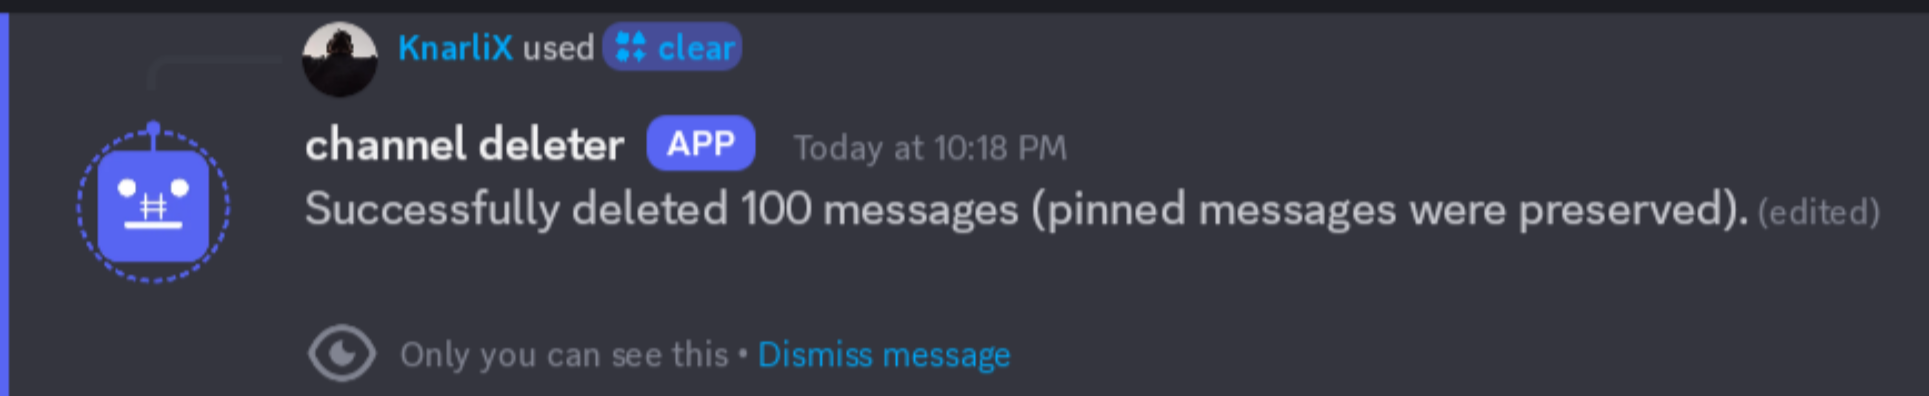 KnarliX used clear
channel deleter APP Today at 10:18 PM
Successfully deleted 100 messages (pinned messages were preserved). (edited)
Only you can see this • Dismiss message